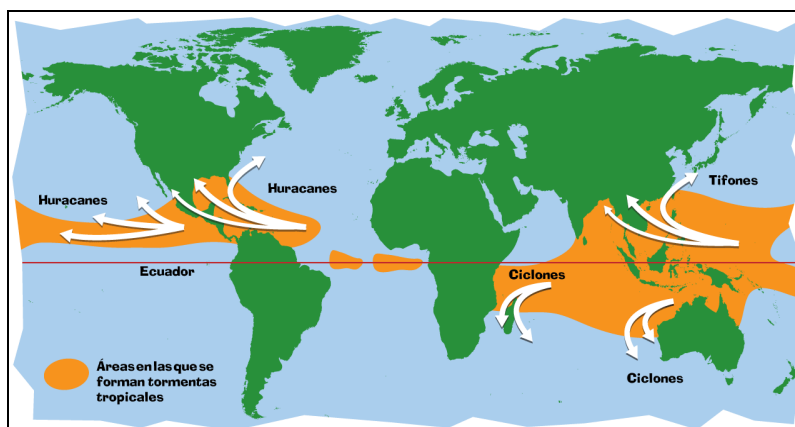 Huracanes
Huracanes
Tifones
Ecuador
Ciclones
Áreas en las que se
forman tormentas
tropicales
Ciclones